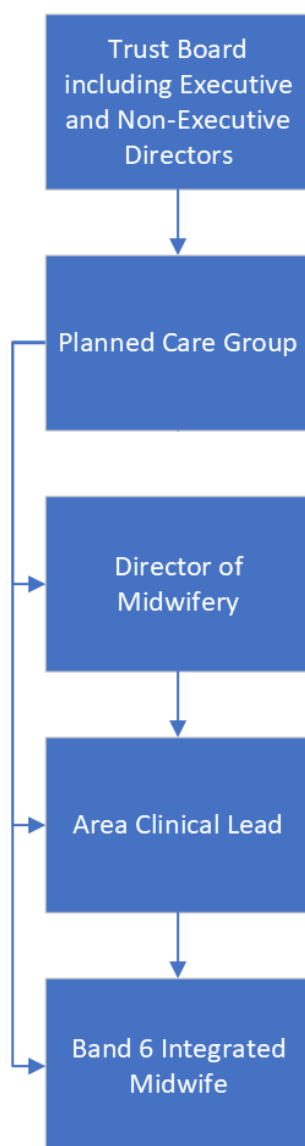 Trust Board
including Executive
and Non-Executive
Directors
Planned Care Group
Director of
Midwifery
Area Clinical Lead
Band 6 Integrated
Midwife